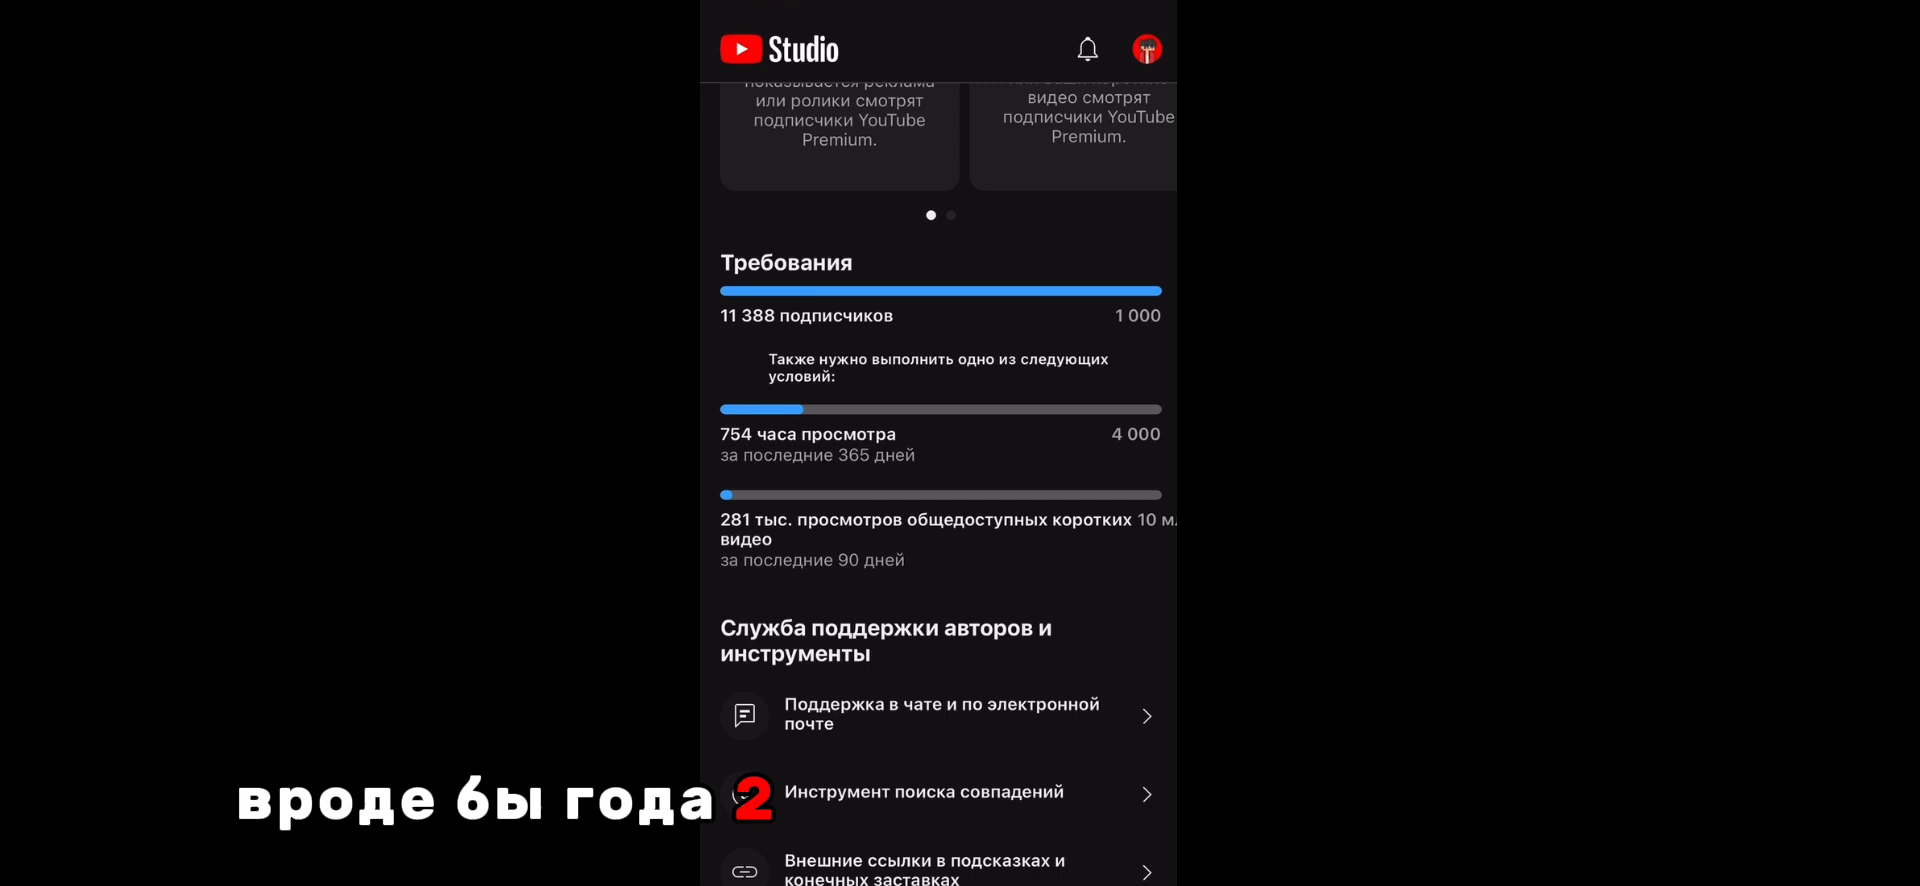 Studio
показывается реклама
или ролики смотрят
подписчики YouTube
Premium.
видео смотрят
подписчики YouTube
Premium.
Требования
11 388 подписчиков 1 000
Также нужно выполнить одно из следующих
условий:
754 часа просмотра 4 000
за последние 365 дней
281 тыс. просмотров общедоступных коротких 10
видео
за последние 90 дней
Служба поддержки авторов и
инструменты
Поддержка в чате и по электронной
почте
Инструмент поиска совпадений
вроде бы года 2
Внешние ссылки в подсказках и
конечных заставках